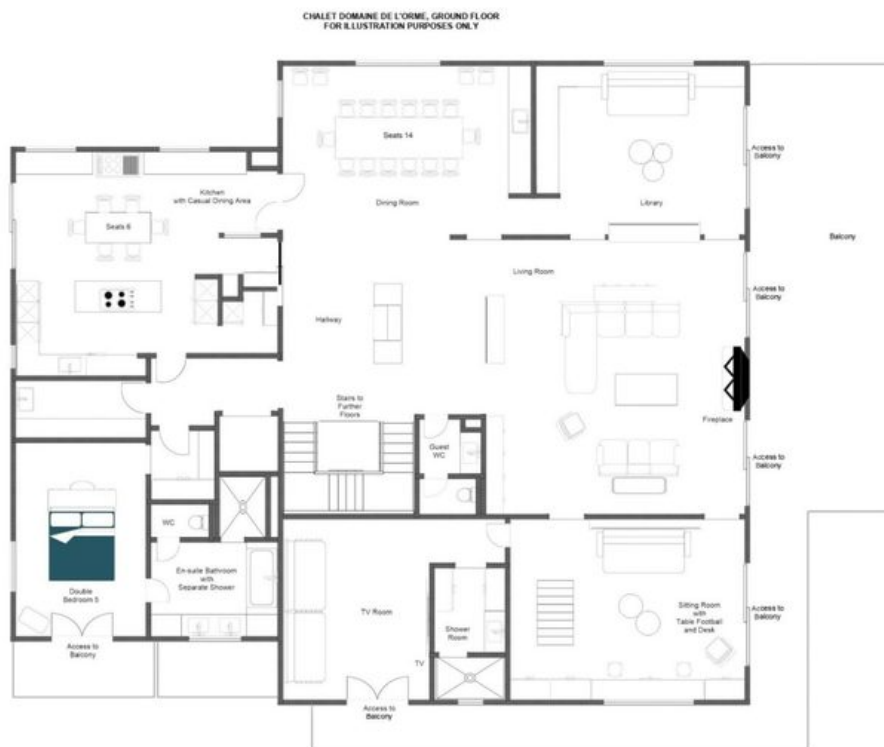 CHALET DOMAINE DE L'ORME, GROUND FLOOR
FOR ILLUSTRATION PURPOSES ONLY
Seats 14
Access to
Balcony
Kitchen
with Casual Dining Area
Dining Room
Library
Seats 6
Balcony
Living Room
Access to
Balcony
Hallway
Stairs to
Further
Floors
Fireplace
Guest
WC
Access to
Balcony
WC
En-suite Bathroom
with
Separate Shower
Double
Bedroom 5
TV Room
Shower
Room
Sitting Room
with
Table Football
and Desk
Access to
Balcony
Access to
Balcony
TV
Access to
Balcony